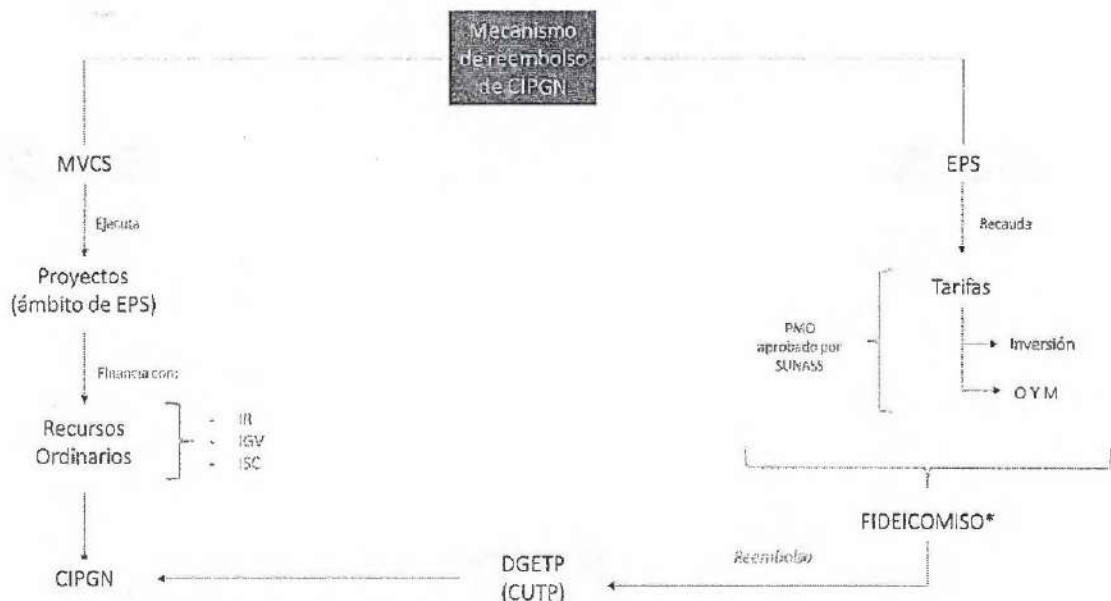 Mecanismo
de reembolso
de CIPGN
MVCS
Ejecuta
Proyectos
(ámbito de EPS)
Financia con:
Recursos
Ordinarios
- IR
- IGV
- ISC
CIPGN
EPS
Recauda
Tarifas
PMO
aprobado por
SUNASS
Inversión
O Y M
FIDEICOMISO*
Reembolso
DGETP
(CUTP)